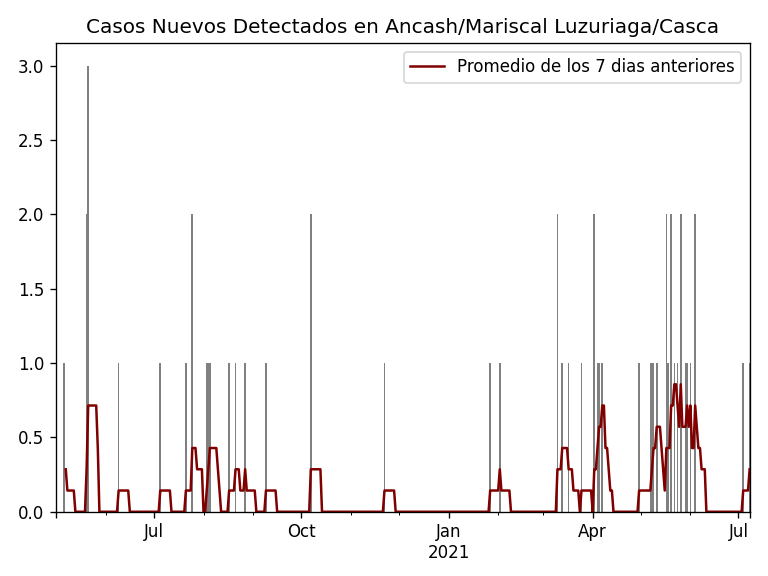 Casos Nuevos Detectados en Ancash/Mariscal Luzuriaga/Casca
Promedio de los 7 dias anteriores
3.0
2.5
2.0
1.5
1.0
0.5
0.0
Jul Oct Jan Apr Jul
2021